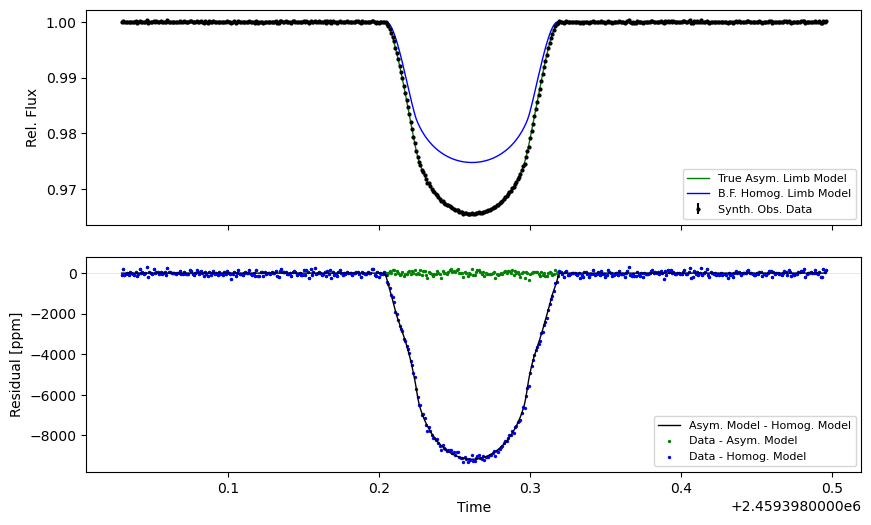 1.00
0.99
0.98
0.97
Rel. Flux
True Asym. Limb Model
B.F. Homog. Limb Model
Synth. Obs. Data
0
−2000
−4000
−6000
−8000
Residual [ppm]
Asym. Model - Homog. Model
Data - Asym. Model
Data - Homog. Model
0.1
0.2
0.3
0.4
0.5
Time
+2.4593980000e6